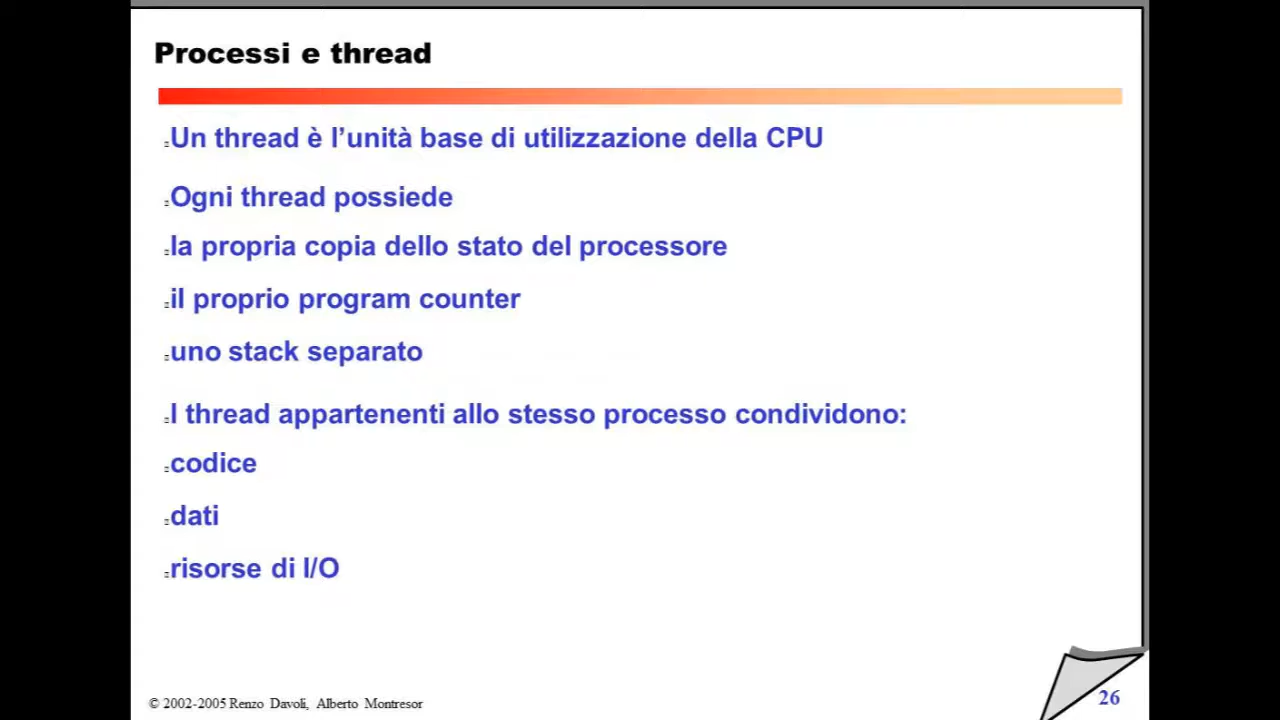 Processi e thread
Un thread è l’unità base di utilizzazione della CPU
Ogni thread possiede
la propria copia dello stato del processore
il proprio program counter
uno stack separato
I thread appartenenti allo stesso processo condividono:
codice
dati
risorse di I/O
© 2002-2005 Renzo Davoli, Alberto Montresor
26